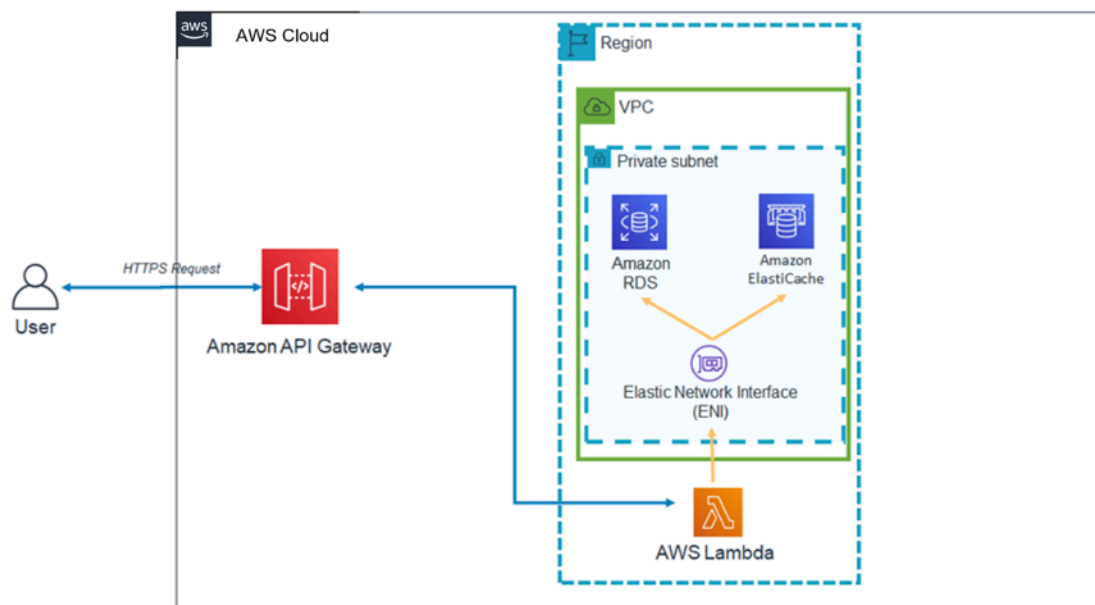 aws
AWS Cloud
Region
VPC
Private subnet
Amazon
RDS
Amazon
ElastiCache
HTTPS Request
</>
User
Amazon API Gateway
Elastic Network Interface
(ENI)
AWS Lambda